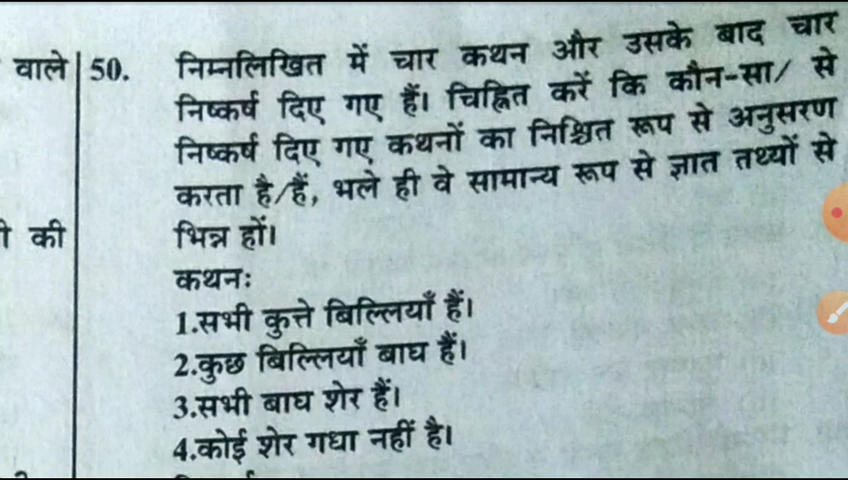 वाले 50. निम्नलिखित में चार कथन और उसके बाद चार
निष्कर्ष दिए गए हैं। चिह्नित करें कि कौन-सा/ से
निष्कर्ष दिए गए कथनों का निश्चित रूप से अनुसरण
करता है/हैं, भले ही वे सामान्य रूप से ज्ञात तथ्यों से
की भिन्न हों।
कथनः
1.सभी कुत्ते बिल्लियाँ हैं।
2.कुछ बिल्लियाँ बाघ हैं।
3.सभी बाघ शेर हैं।
4.कोई शेर गधा नहीं है।